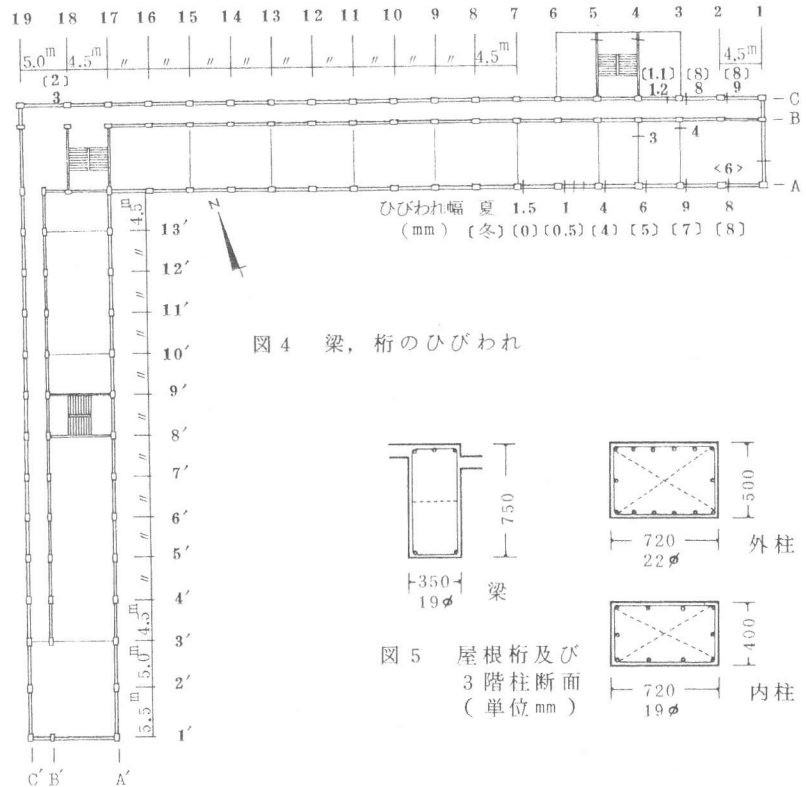 19 18 17 16 15 14 13 12 11 10 9 8 7 6 5 4 3 2 1
5.0m 4.5m 〃 〃 〃 〃 〃 〃 〃 〃 〃 4.5m 4.5m
〔2〕 〔1.1〕 〔8〕 〔8〕
3 1.2 8 9
C
B
3 4
<6>
A
ひびわれ幅 夏 1.5 1 4 6 9 8
(mm) 〔冬〕 〔0〕 〔0.5〕 〔4〕 〔5〕 〔7〕 〔8〕
N
4.5m
13′
〃
12′
〃
11′
〃
10′
〃
9′
〃
8′
〃
7′
〃
6′
〃
5′
〃
4′
4.5m
3′
5.0m
2′
5.5m
1′
C′ B′ A′
図4 梁，桁のひびわれ
750
350
19φ
梁
500
720
22φ
外柱
400
720
19φ
内柱
図5 屋根桁及び
3階柱断面
(単位mm)